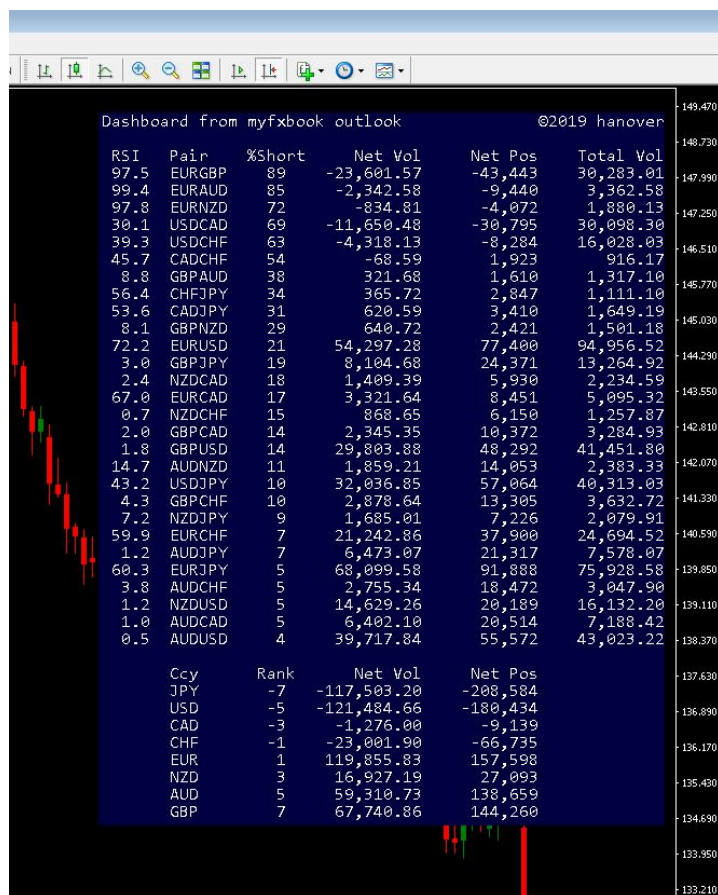 Dashboard from myfxbook outlook ©2019 hanover
RSI Pair %Short Net Vol Net Pos Total Vol
97.5 EURGBP 89 -23,601.57 -43,443 30,283.01
99.4 EURAUD 85 -2,342.58 -9,440 3,362.58
97.8 EURNZD 72 -834.81 -4,072 1,880.13
30.1 USDCAD 69 -11,650.48 -30,795 30,098.30
39.3 USDCHF 63 -4,318.13 -8,284 16,028.03
45.7 CADCHF 54 -68.59 1,923 916.17
8.8 GBPAUD 38 321.68 1,610 1,317.10
56.4 CHFJPY 34 365.72 2,847 1,111.10
53.6 CADJPY 31 620.59 3,410 1,649.19
8.1 GBPNZD 29 640.72 2,421 1,501.18
72.2 EURUSD 21 54,297.28 77,400 94,956.52
3.0 GBPJPY 19 8,104.68 24,371 13,264.92
2.4 NZDCAD 18 1,409.39 5,930 2,234.59
67.0 EURCAD 17 3,321.64 8,451 5,095.32
0.7 NZDCHF 15 868.65 6,150 1,257.87
2.0 GBPCAD 14 2,345.35 10,372 3,284.93
1.8 GBPUSD 14 29,803.88 48,292 41,451.80
14.7 AUDNZD 11 1,859.21 14,053 2,383.33
43.2 USDJPY 10 32,036.85 57,064 40,313.03
4.3 GBPCHF 10 2,878.64 13,305 3,632.72
7.2 NZDJPY 9 1,685.01 7,226 2,079.91
59.9 EURCHF 7 21,242.86 37,900 24,694.52
1.2 AUDJPY 7 6,473.07 21,317 7,578.07
60.3 EURJPY 5 68,099.58 91,888 75,928.58
3.8 AUDCHF 5 2,755.34 18,472 3,047.90
1.2 NZDUSD 5 14,629.26 20,189 16,132.20
1.0 AUDCAD 5 6,402.10 20,514 7,188.42
0.5 AUDUSD 4 39,717.84 55,572 43,023.22
Ccy Rank Net Vol Net Pos
JPY -7 -117,503.20 -208,584
USD -5 -121,484.66 -180,434
CAD -3 -1,276.00 -9,139
CHF -1 -23,001.90 -66,735
EUR 1 119,855.83 157,598
NZD 3 16,927.19 27,093
AUD 5 59,310.73 138,659
GBP 7 67,740.86 144,260
149.470
148.730
147.990
147.250
146.510
145.770
145.030
144.290
143.550
142.810
142.070
141.330
140.590
139.850
139.110
138.370
137.630
136.890
136.170
135.430
134.690
133.950
133.210